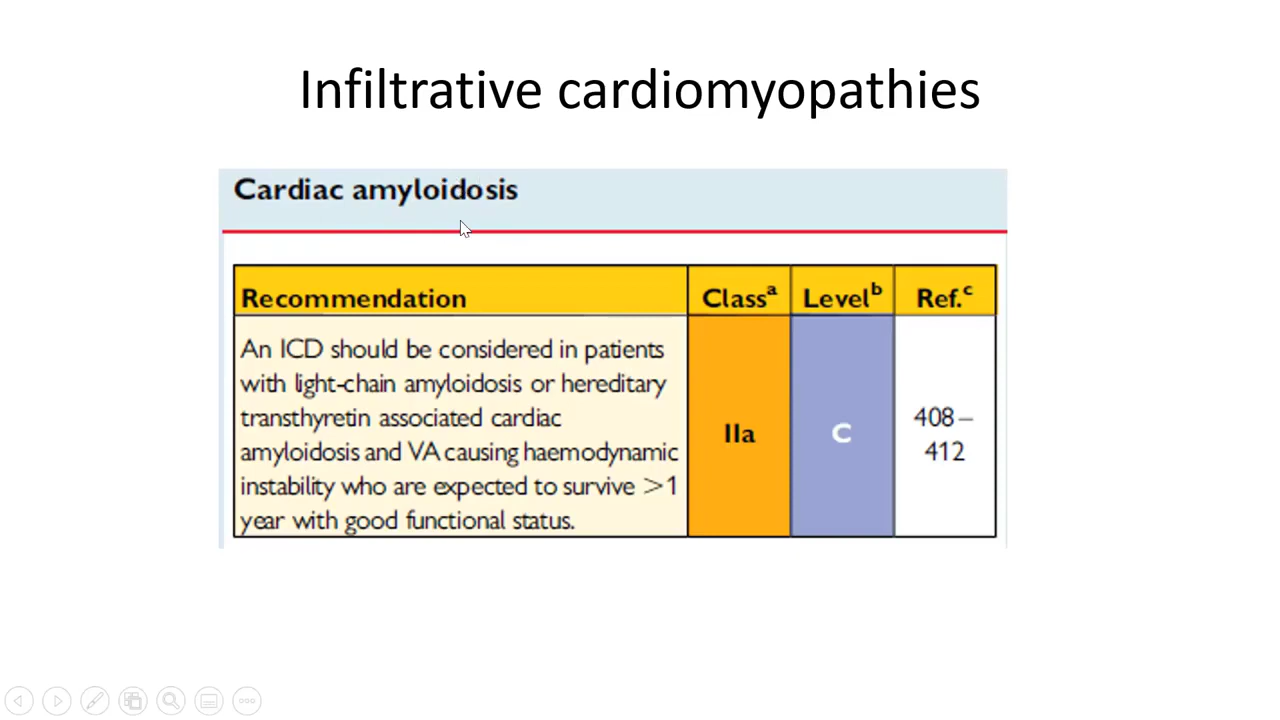 Infiltrative cardiomyopathies
Cardiac amyloidosis
Recommendation Classᵃ Levelᵇ Ref.ᶜ
An ICD should be considered in patients
with light-chain amyloidosis or hereditary
transthyretin associated cardiac
amyloidosis and VA causing haemodynamic
instability who are expected to survive >1
year with good functional status.
IIa
C
408–
412